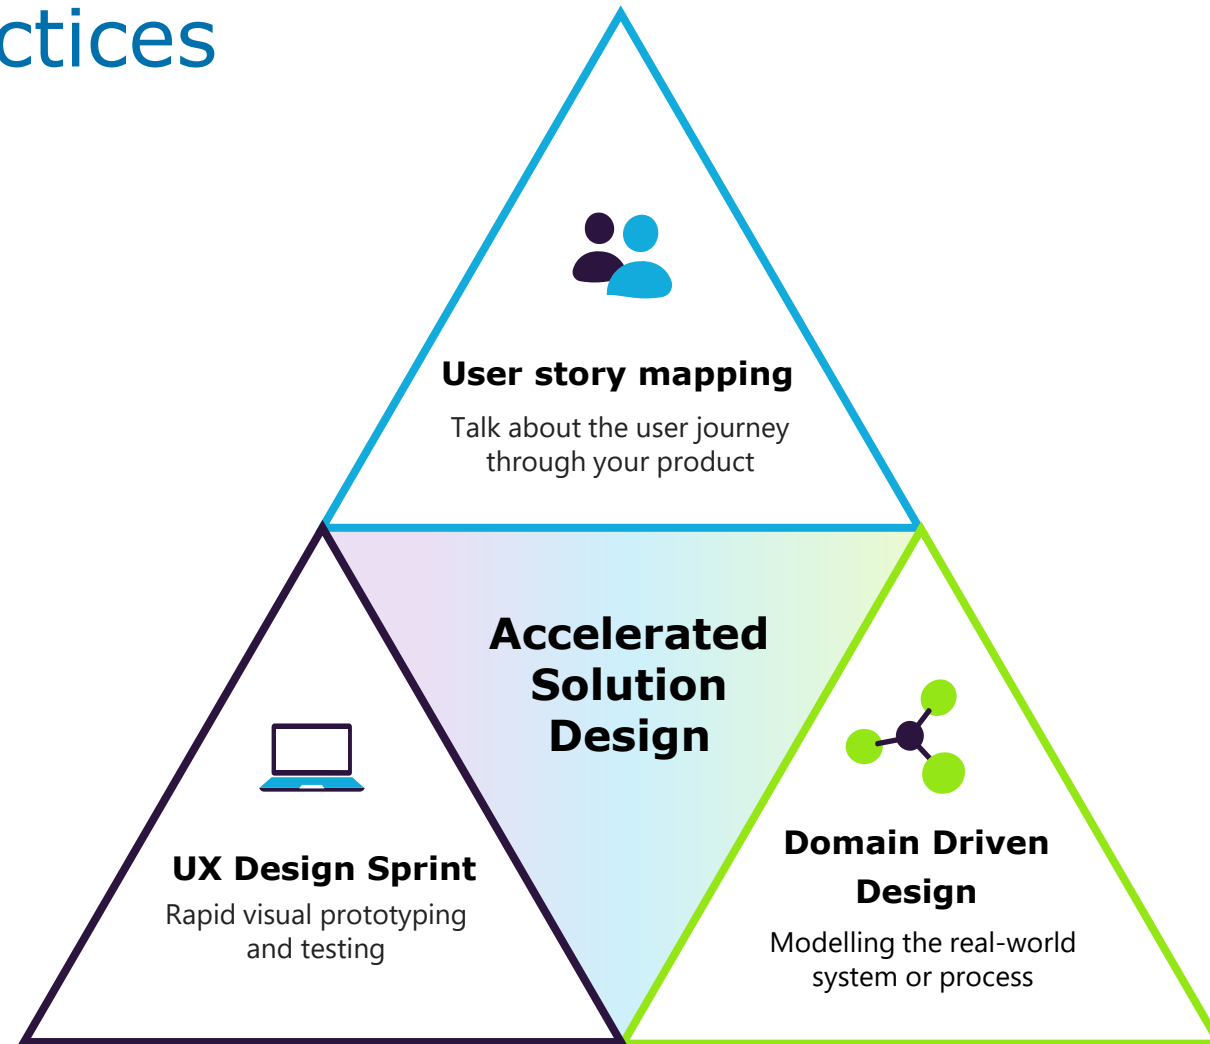 ctices
User story mapping
Talk about the user journey
through your product
Accelerated
Solution
Design
UX Design Sprint
Rapid visual prototyping
and testing
Domain Driven
Design
Modelling the real-world
system or process